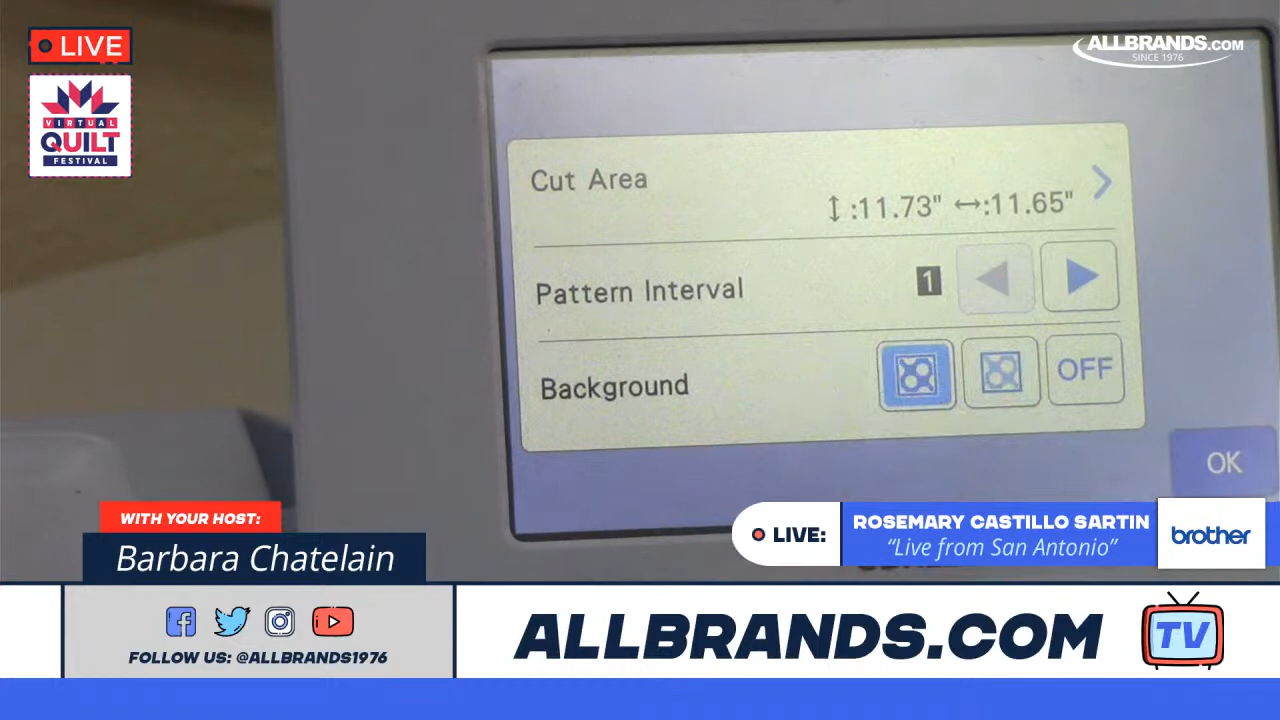 LIVE
VIRTUAL
QUILT
FESTIVAL
ALLBRANDS.COM
SINCE 1976
Cut Area
↕:11.73" ↔:11.65"
Pattern Interval
1
Background
OFF
OK
WITH YOUR HOST:
Barbara Chatelain
LIVE:
ROSEMARY CASTILLO SARTIN
“Live from San Antonio”
brother
FOLLOW US: @ALLBRANDS1976
ALLBRANDS.COM
TV